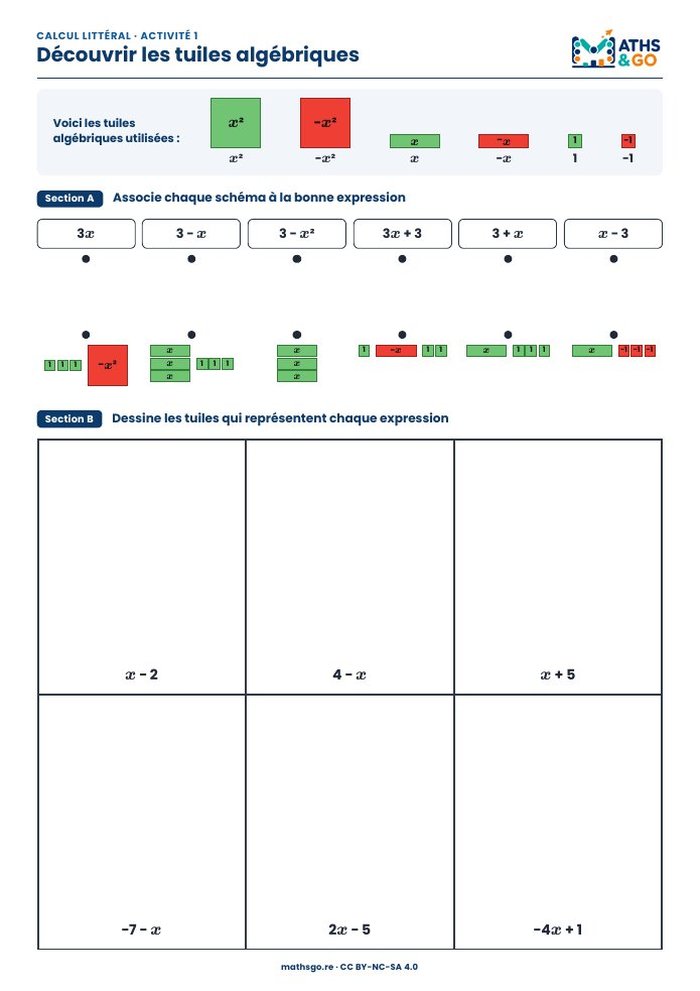 CALCUL LITTÉRAL · ACTIVITÉ 1
Découvrir les tuiles algébriques
ATHS
&GO
Voici les tuiles
algébriques utilisées :
x² -x² x -x 1 -1
x² -x² x -x 1 -1
Section A Associe chaque schéma à la bonne expression
3x 3 - x 3 - x² 3x + 3 3 + x x - 3
1 1 1 -x²
x x x 1 1 1
x x x
1 -x 1 1
x 1 1 1
x -1 -1 -1
Section B Dessine les tuiles qui représentent chaque expression
x - 2 4 - x x + 5
-7 - x 2x - 5 -4x + 1
mathsgo.re · CC BY-NC-SA 4.0